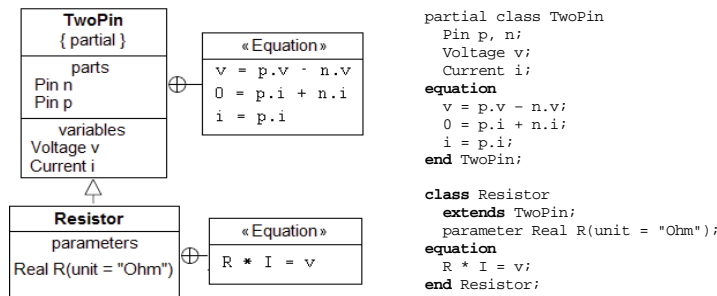 TwoPin
{ partial }
parts
Pin n
Pin p
variables
Voltage v
Current i
«Equation»
v = p.v - n.v
0 = p.i + n.i
i = p.i
Resistor
parameters
Real R(unit = "Ohm")
«Equation»
R * I = v
partial class TwoPin
Pin p, n;
Voltage v;
Current i;
equation
v = p.v – n.v;
0 = p.i + n.i;
i = p.i;
end TwoPin;
class Resistor
extends TwoPin;
parameter Real R(unit = "Ohm");
equation
R * I = v;
end Resistor;